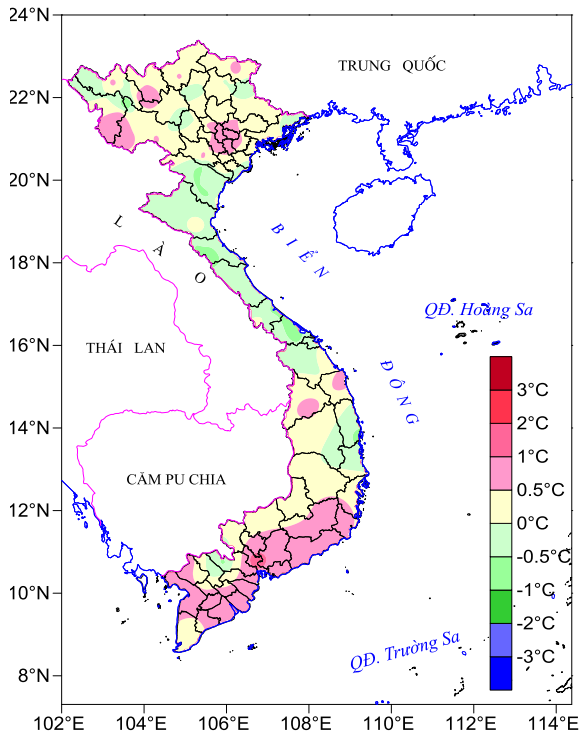 24°N
22°N
20°N
18°N
16°N
14°N
12°N
10°N
8°N
TRUNG QUỐC
LÀO
BIỂN
QĐ. Hoàng Sa
THÁI LAN
ĐÔNG
CĂM PU CHIA
QĐ. Trường Sa
3°C
2°C
1°C
0.5°C
0°C
-0.5°C
-1°C
-2°C
-3°C
102°E 104°E 106°E 108°E 110°E 112°E 114°E